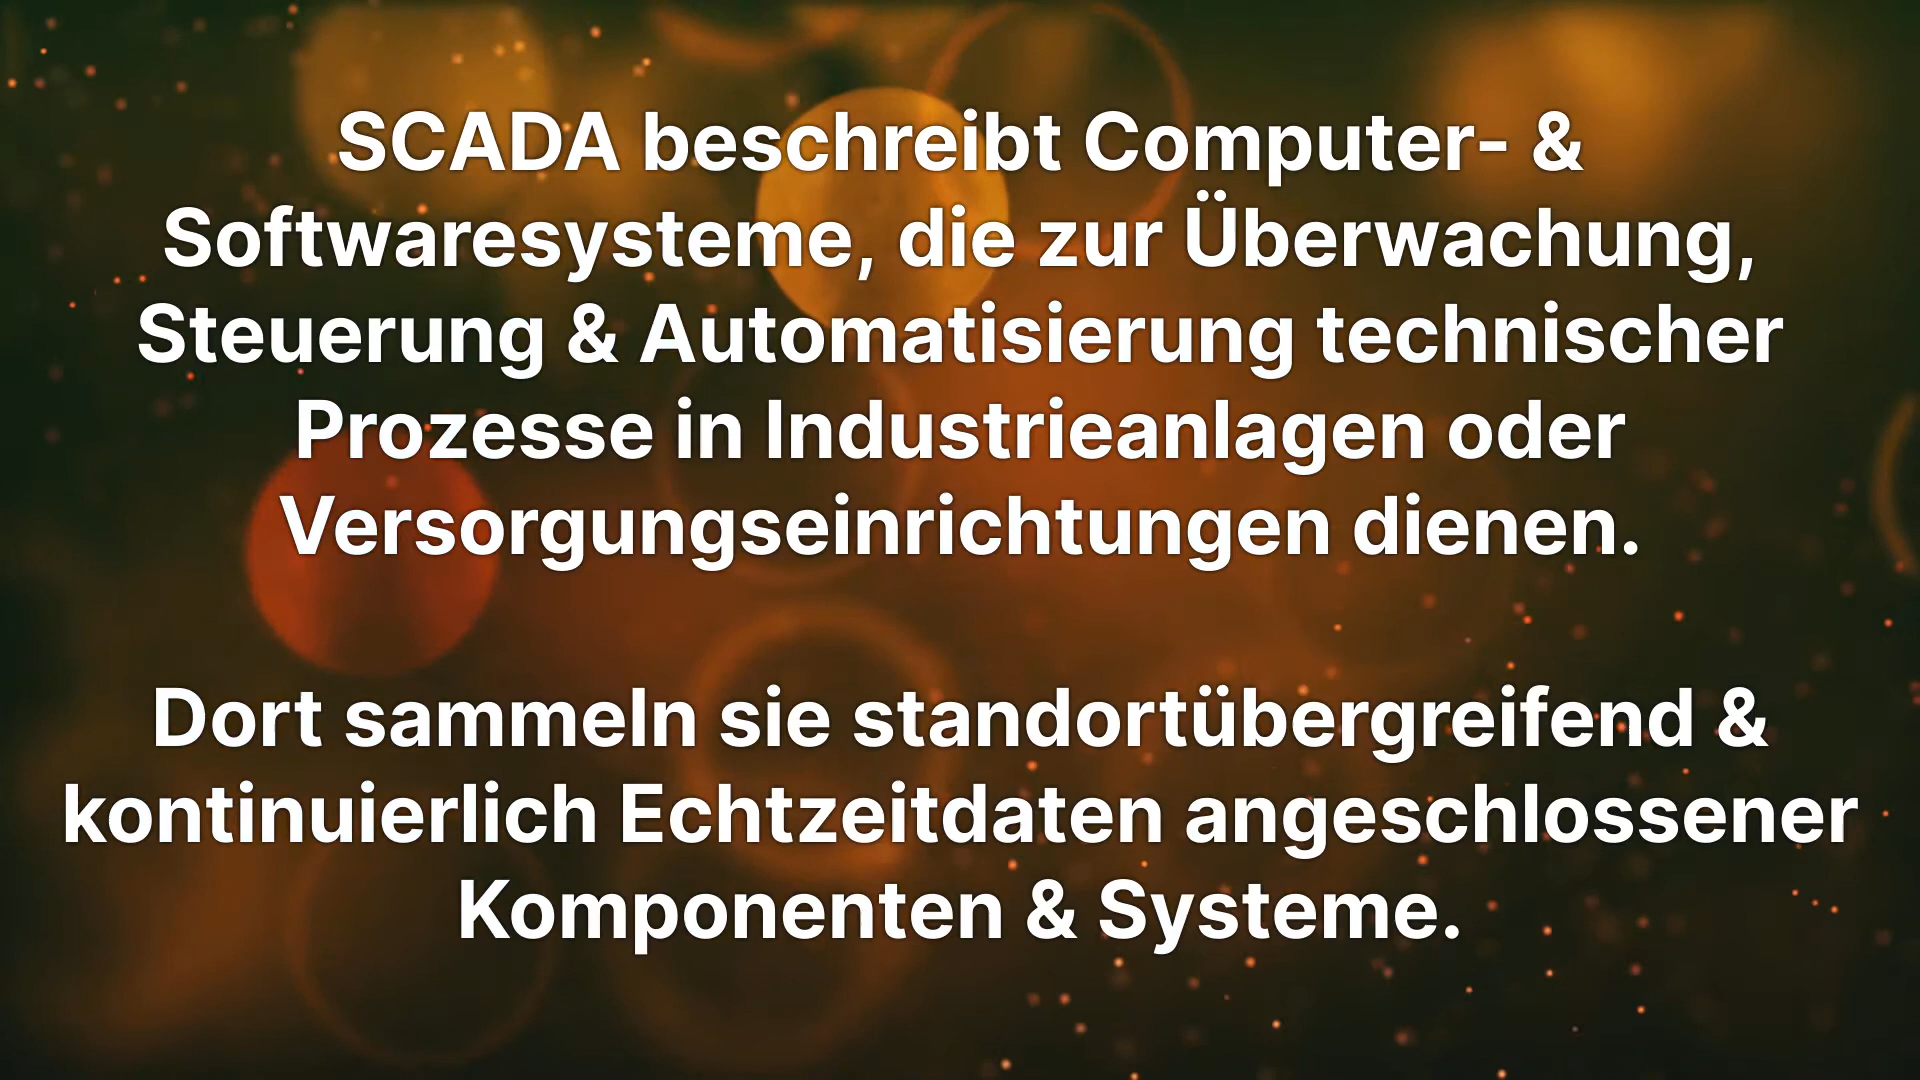 SCADA beschreibt Computer- &
Softwaresysteme, die zur Überwachung,
Steuerung & Automatisierung technischer
Prozesse in Industrieanlagen oder
Versorgungseinrichtungen dienen.
Dort sammeln sie standortübergreifend &
kontinuierlich Echtzeitdaten angeschlossener
Komponenten & Systeme.